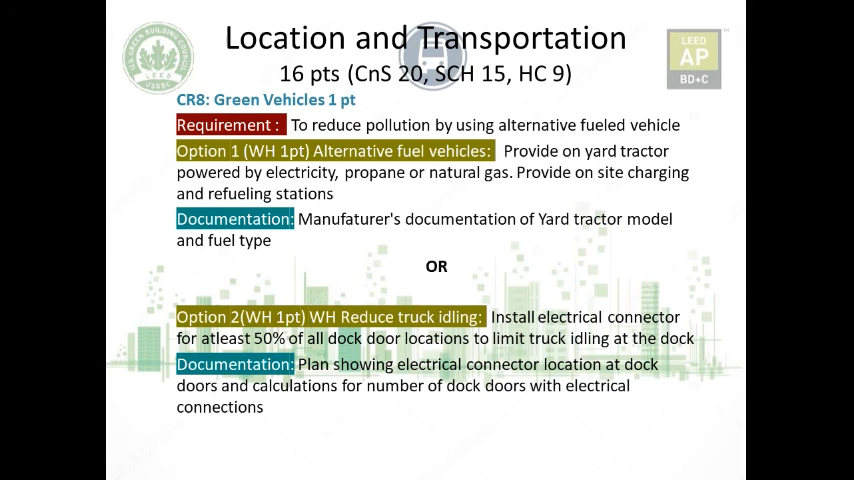 Location and Transportation
16 pts (CnS 20, SCH 15, HC 9)
U.S GREEN BUILDING COUNCIL
LEED
USGBC
LEED
AP
BD+C
CR8: Green Vehicles 1 pt
Requirement : To reduce pollution by using alternative fueled vehicle
Option 1 (WH 1pt) Alternative fuel vehicles: Provide on yard tractor
powered by electricity, propane or natural gas. Provide on site charging
and refueling stations
Documentation: Manufaturer's documentation of Yard tractor model
and fuel type
OR
Option 2(WH 1pt) WH Reduce truck idling: Install electrical connector
for atleast 50% of all dock door locations to limit truck idling at the dock
Documentation: Plan showing electrical connector location at dock
doors and calculations for number of dock doors with electrical
connections